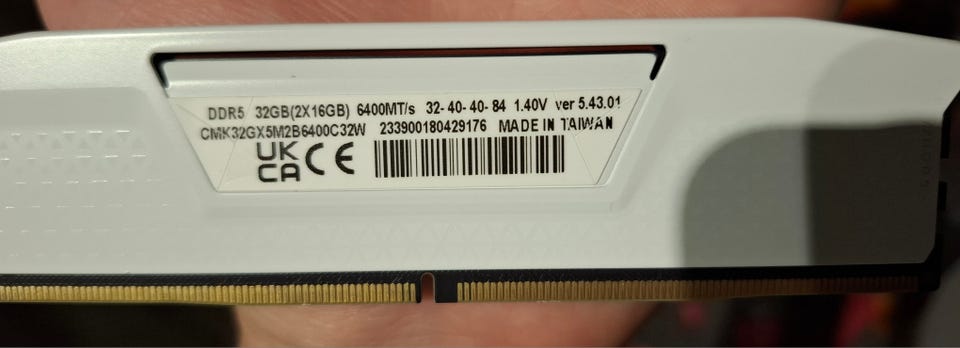 DDR5 32GB(2X16GB) 6400MT/s 32-40-40-84 1.40V ver 5.43.01
CMK32GX5M2B6400C32W 233900180429176 MADE IN TAIWAN
UK
CA CE